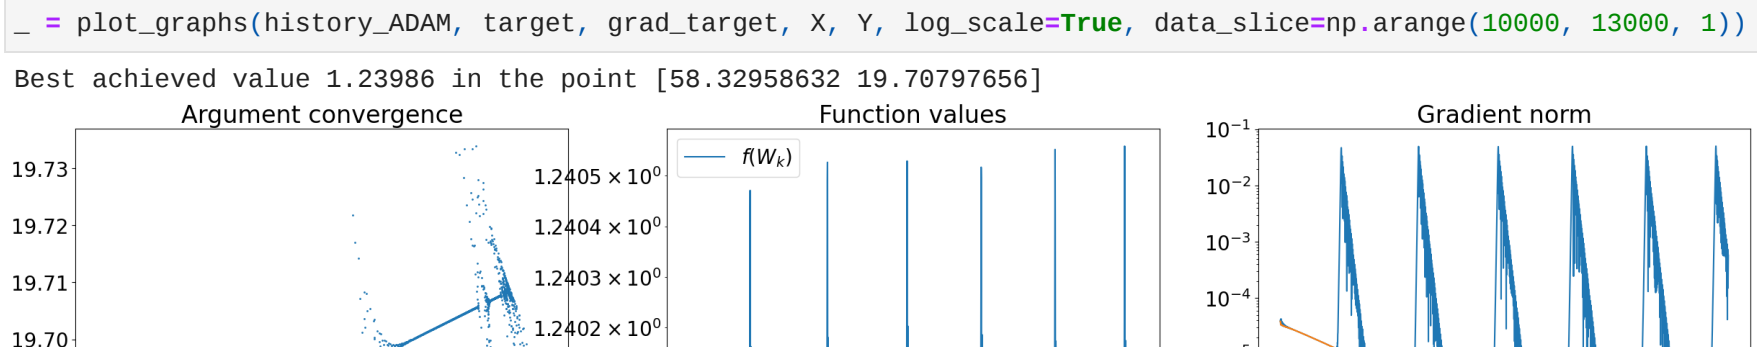 _ = plot_graphs(history_ADAM, target, grad_target, X, Y, log_scale=True, data_slice=np.arange(10000, 13000, 1))
Best achieved value 1.23986 in the point [58.32958632 19.70797656]
Argument convergence
19.73
19.72
19.71
19.70
Function values
f(W_k)
1.2405 × 10⁰
1.2404 × 10⁰
1.2403 × 10⁰
1.2402 × 10⁰
Gradient norm
10⁻¹
10⁻²
10⁻³
10⁻⁴